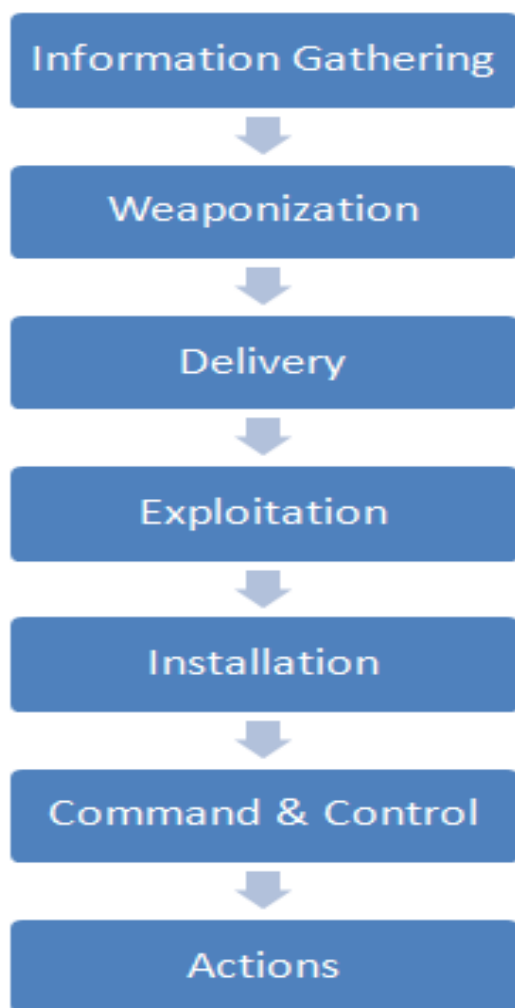 Information Gathering
Weaponization
Delivery
Exploitation
Installation
Command & Control
Actions